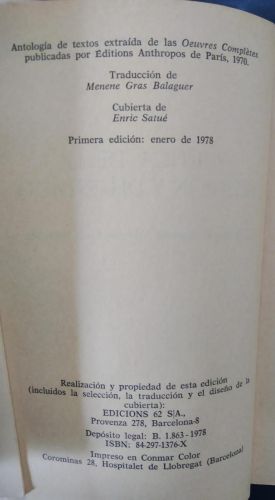 Antología de textos extraída de las Oeuvres Complètes
publicadas por Éditions Anthropos de París, 1970.
Traducción de
Menene Gras Balaguer
Cubierta de
Enric Satué
Primera edición: enero de 1978
Realización y propiedad de esta edición
(incluidos la selección, la traducción y el diseño de la
cubierta):
EDICIONS 62 S|A.,
Provenza 278, Barcelona-8
Depósito legal: B. 1.863 - 1978
ISBN: 84-297-1376-X
Impreso en Conmar Color
Corominas 28, Hospitalet de Llobregat (Barcelona)